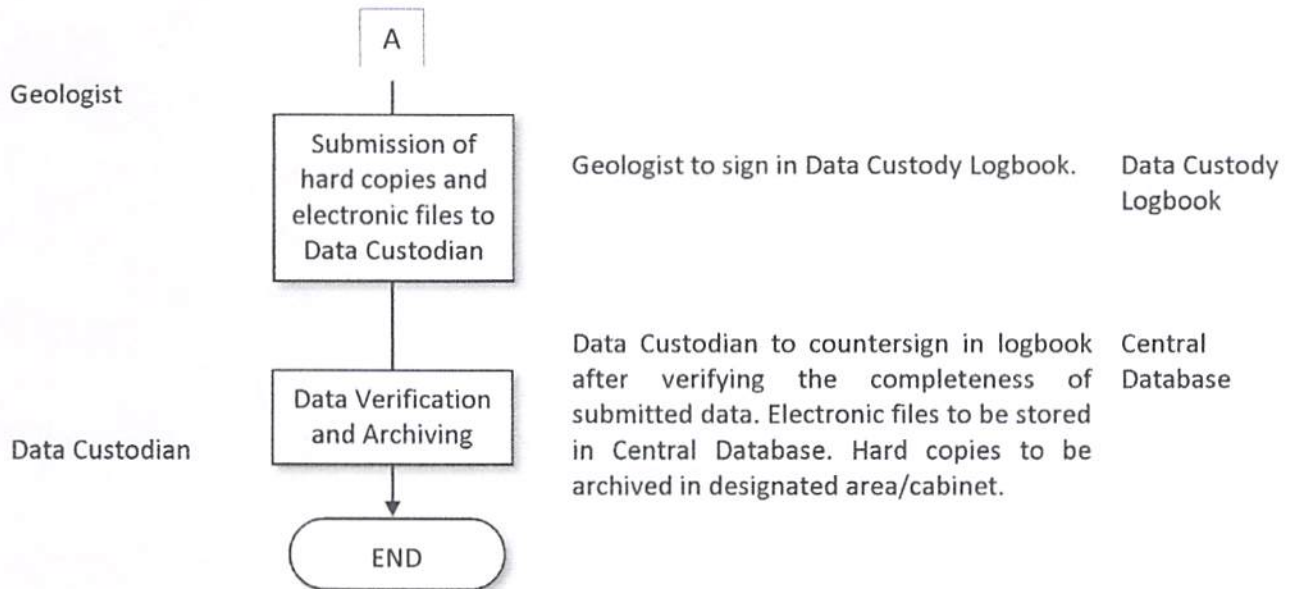 A
Geologist
Submission of
hard copies and
electronic files to
Data Custodian
Geologist to sign in Data Custody Logbook.
Data Custody
Logbook
Data Custodian
Data Verification
and Archiving
Data Custodian to countersign in logbook
after verifying the completeness of
submitted data. Electronic files to be stored
in Central Database. Hard copies to be
archived in designated area/cabinet.
Central
Database
END